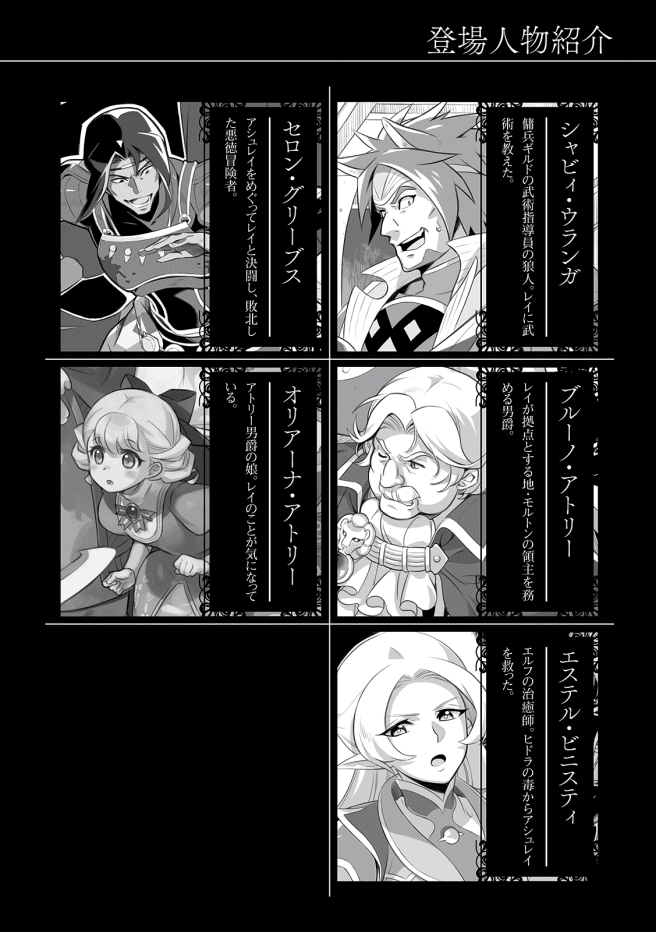 登場人物紹介
シャビィ・ウランガ
傭兵ギルドの武術指導員の狼人。レイに武
術を教えた。
セロン・グリーブス
アシュレイをめぐってレイと決闘し、敗北し
た悪徳冒険者。
ブルーノ・アトリー
レイが拠点とする地・モルトンの領主を務
める男爵。
オリアーナ・アトリー
アトリー男爵の娘。レイのことが気になって
いる。
エステル・ビニスティ
エルフの治癒師。ヒドラの毒からアシュレイ
を救った。